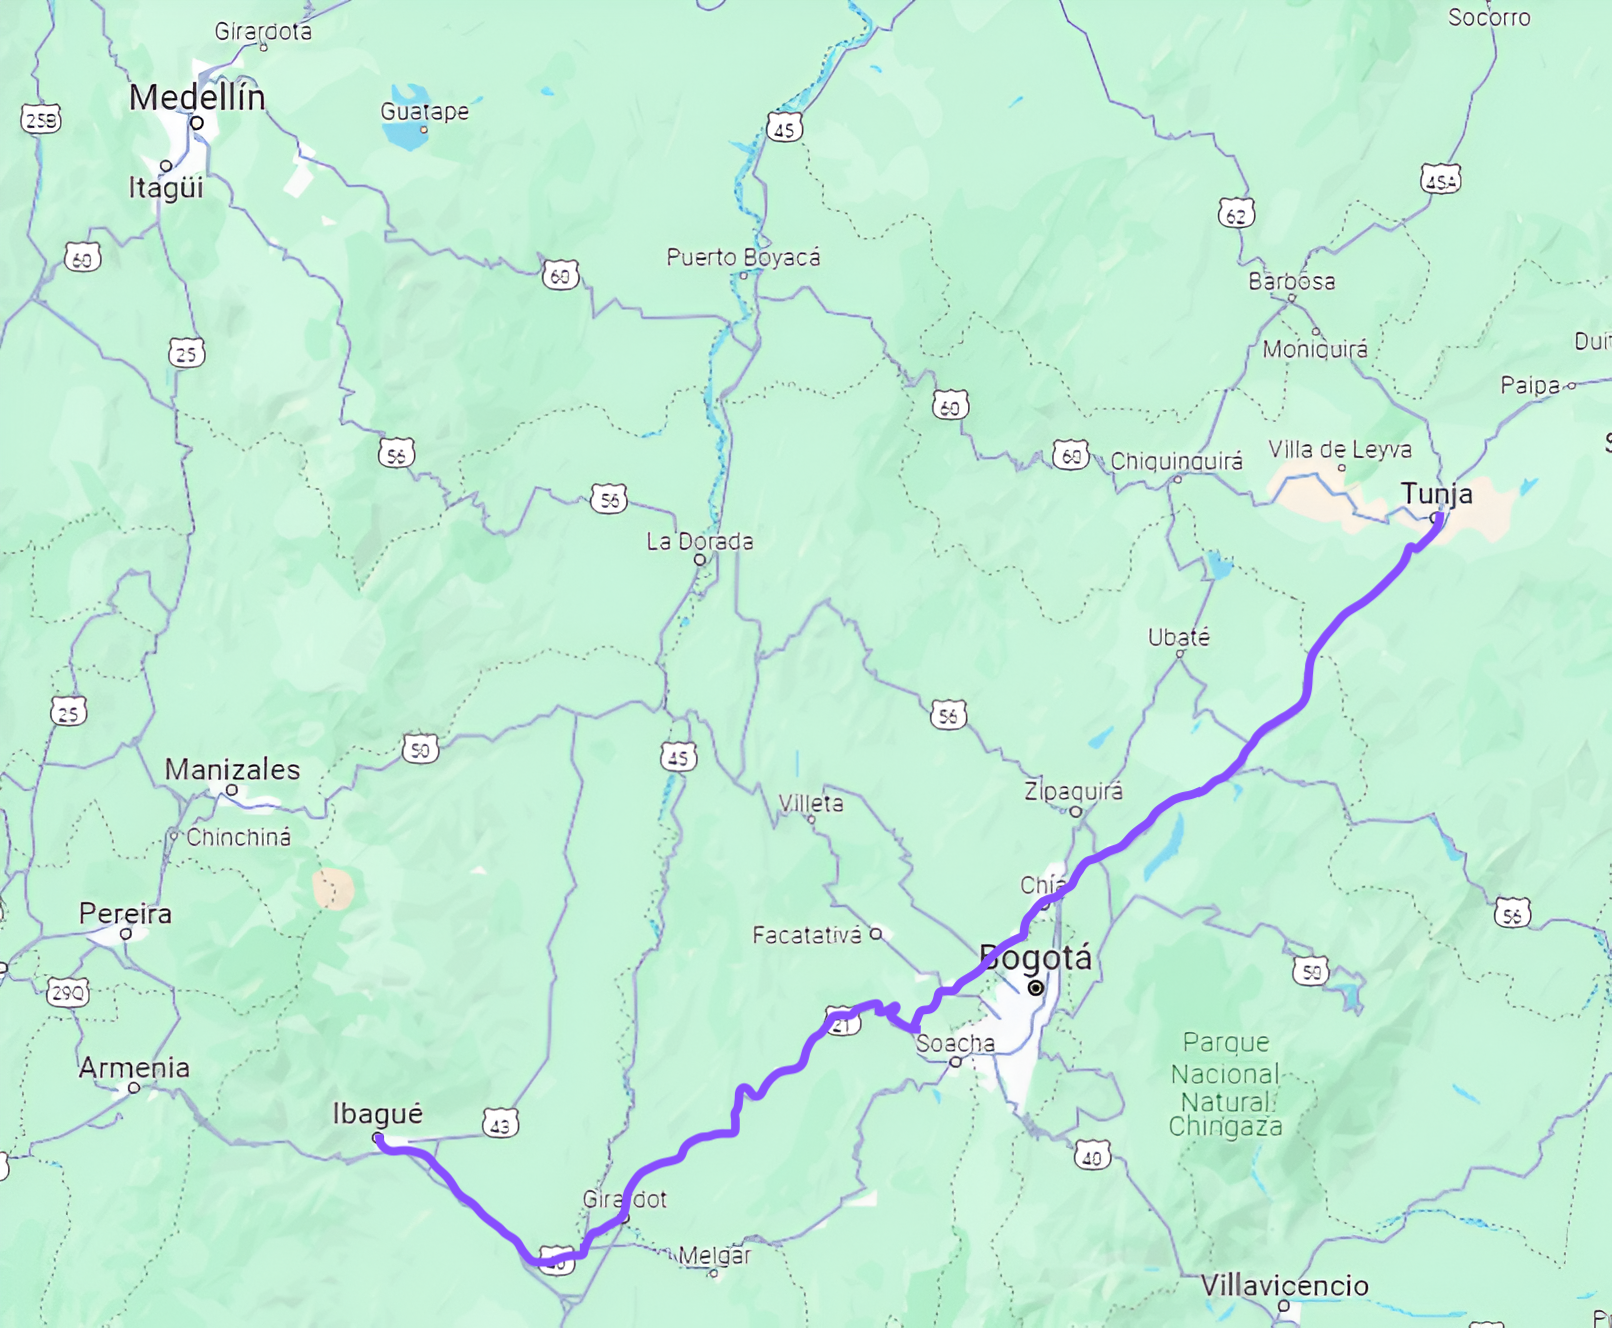 Socorro
Girardota
Medellín
Guatape
25B
45
Itagüi
45A
62
60
Puerto Boyacá
60
Barbosa
25
Moniquirá
Paipa
60
56
60
Chiquinquirá
Villa de Leyva
Tunja
56
La Dorada
Ubaté
25
56
50
45
Manizales
Zipaquirá
Villeta
Chinchiná
Chía
Pereira
56
Facatativá
Bogotá
50
29Q
21
Soacha
Parque
Nacional
Natural
Chingaza
Armenia
Ibagué
43
40
Girardot
Melgar
Villavicencio